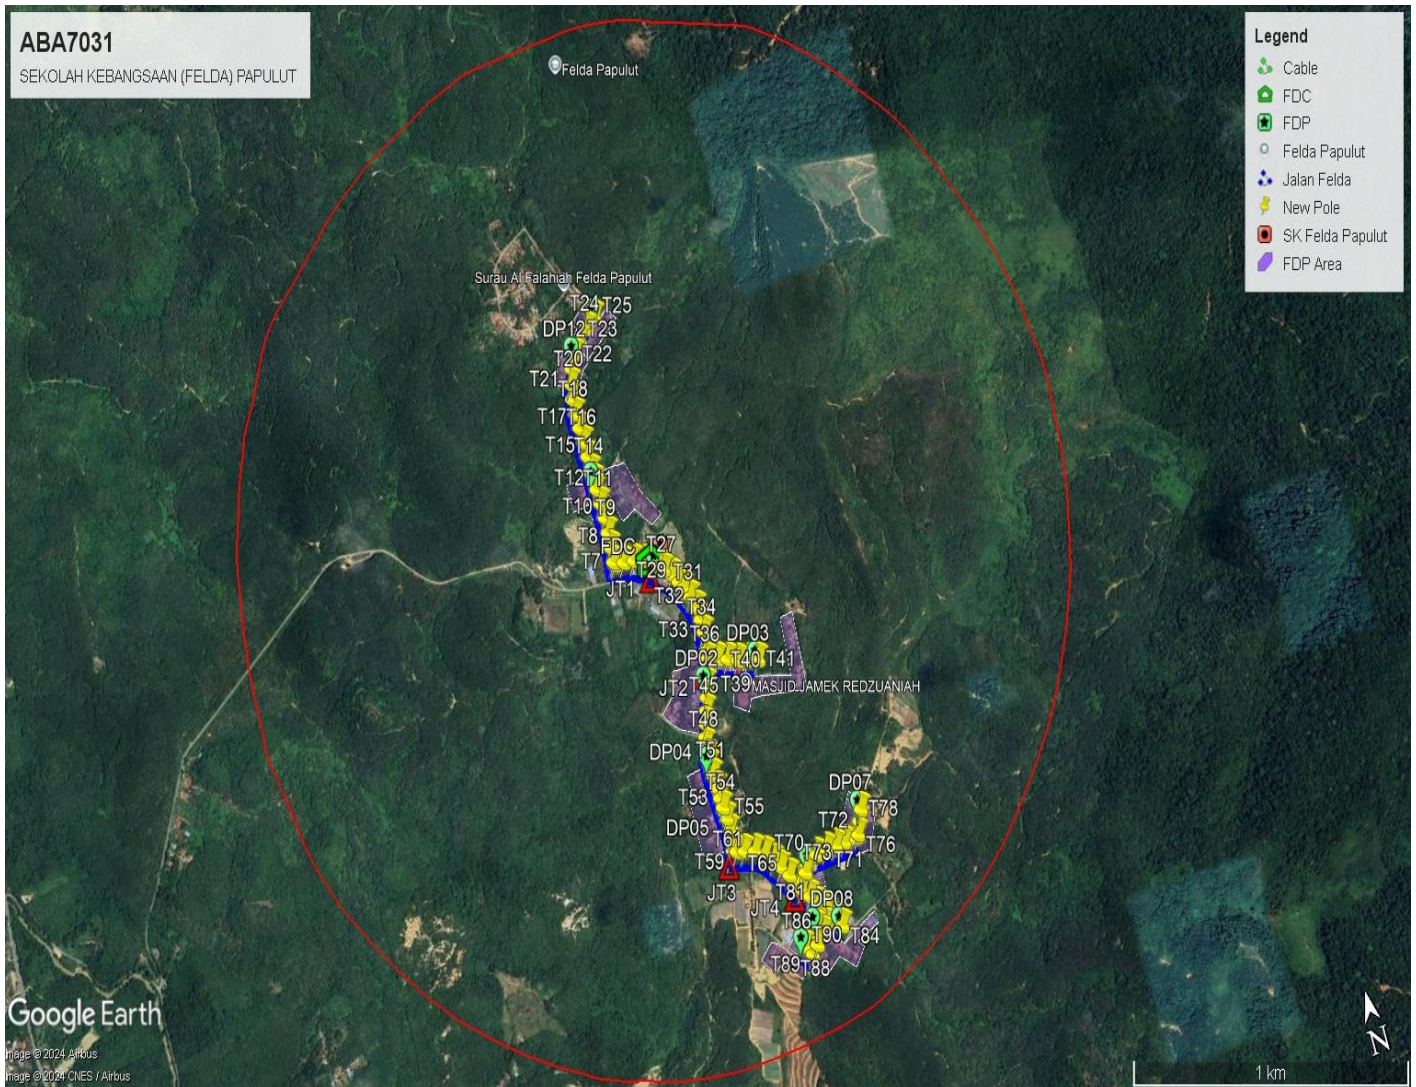 ABA7031
SEKOLAH KEBANGSAAN (FELDA) PAPULUT
Legend
Cable
FDC
FDP
Felda Papulut
Jalan Felda
New Pole
SK Felda Papulut
FDP Area
Felda Papulut
Surau Al Falahiah Felda Papulut
T24 T25
DP12 T23
T20 T22
T21
T18
T17 T16
T15 T14
T12 T11
T10 T9
T8
FDC T27
T7
T29 T31
JT1 T32
T34
T33
T36 DP03
DP02 T40 T41
JT2 T45 T39 MASJID JAMEK REDZUANIAH
T48
DP04 T51
T54
T53 T55
DP07
T78
T72
DP05
T61 T70 T76
T59 T65 T73 T71
JT3 T81
JT4 DP08
T86
T90 T84
T89 T88
Google Earth
mage © 2024 Airbus
mage © 2024 CNES / Airbus
N
1 km